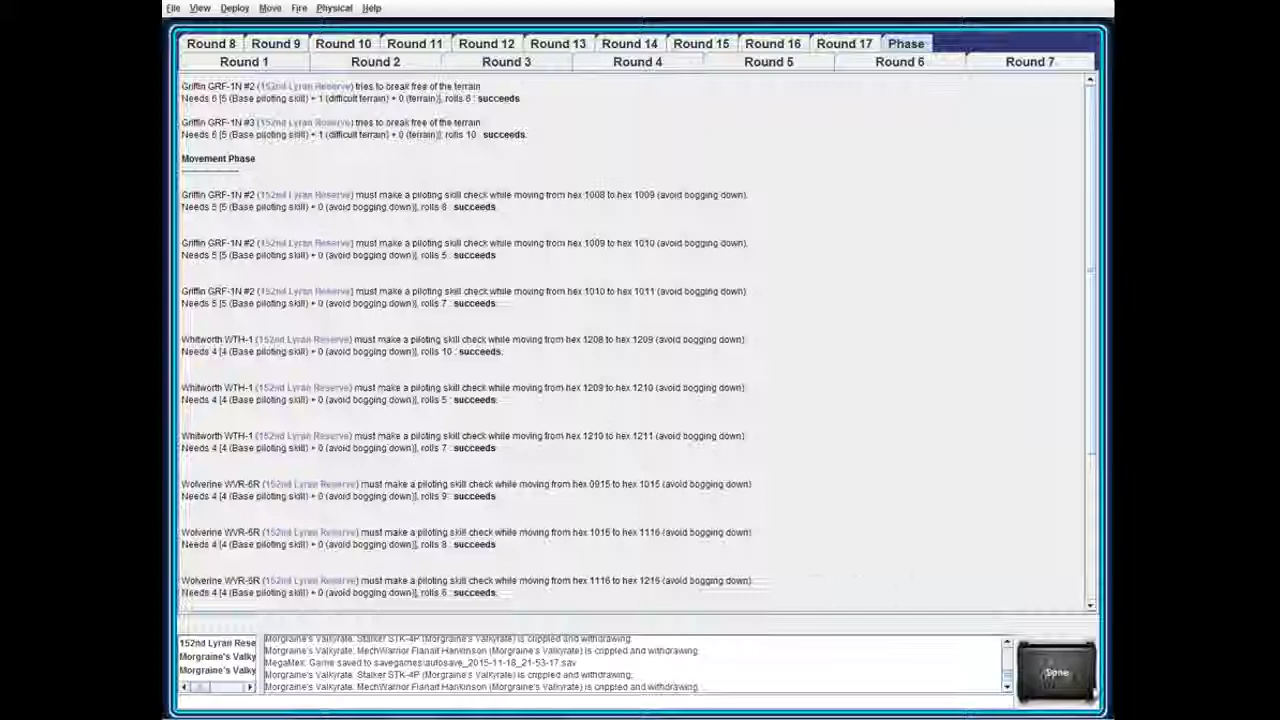 File View Deploy Move Fire Physical Help
Round 8 Round 9 Round 10 Round 11 Round 12 Round 13 Round 14 Round 15 Round 16 Round 17 Phase
Round 1 Round 2 Round 3 Round 4 Round 5 Round 6 Round 7
Griffin GRF-1N #2 (152nd Lyran Reserve) tries to break free of the terrain
Needs 6 [5 (Base piloting skill) + 1 (difficult terrain) + 0 (terrain)], rolls 6 : succeeds.
Griffin GRF-1N #3 (152nd Lyran Reserve) tries to break free of the terrain
Needs 6 [5 (Base piloting skill) + 1 (difficult terrain) + 0 (terrain)], rolls 10 : succeeds.
Movement Phase
-------------------
Griffin GRF-1N #2 (152nd Lyran Reserve) must make a piloting skill check while moving from hex 1008 to hex 1009 (avoid bogging down).
Needs 5 [5 (Base piloting skill) + 0 (avoid bogging down)], rolls 8 : succeeds.
Griffin GRF-1N #2 (152nd Lyran Reserve) must make a piloting skill check while moving from hex 1009 to hex 1010 (avoid bogging down).
Needs 5 [5 (Base piloting skill) + 0 (avoid bogging down)], rolls 5 : succeeds.
Griffin GRF-1N #2 (152nd Lyran Reserve) must make a piloting skill check while moving from hex 1010 to hex 1011 (avoid bogging down).
Needs 5 [5 (Base piloting skill) + 0 (avoid bogging down)], rolls 7 : succeeds.
Whitworth WTH-1 (152nd Lyran Reserve) must make a piloting skill check while moving from hex 1208 to hex 1209 (avoid bogging down).
Needs 4 [4 (Base piloting skill) + 0 (avoid bogging down)], rolls 10 : succeeds.
Whitworth WTH-1 (152nd Lyran Reserve) must make a piloting skill check while moving from hex 1209 to hex 1210 (avoid bogging down).
Needs 4 [4 (Base piloting skill) + 0 (avoid bogging down)], rolls 5 : succeeds.
Whitworth WTH-1 (152nd Lyran Reserve) must make a piloting skill check while moving from hex 1210 to hex 1211 (avoid bogging down).
Needs 4 [4 (Base piloting skill) + 0 (avoid bogging down)], rolls 7 : succeeds.
Wolverine WVR-6R (152nd Lyran Reserve) must make a piloting skill check while moving from hex 0915 to hex 1015 (avoid bogging down).
Needs 4 [4 (Base piloting skill) + 0 (avoid bogging down)], rolls 9 : succeeds.
Wolverine WVR-6R (152nd Lyran Reserve) must make a piloting skill check while moving from hex 1015 to hex 1116 (avoid bogging down).
Needs 4 [4 (Base piloting skill) + 0 (avoid bogging down)], rolls 8 : succeeds.
Wolverine WVR-6R (152nd Lyran Reserve) must make a piloting skill check while moving from hex 1116 to hex 1216 (avoid bogging down).
Needs 4 [4 (Base piloting skill) + 0 (avoid bogging down)], rolls 6 : succeeds.
152nd Lyran Rese
Morgraine's Valky
Morgraine's Valky
Morgraine's Valkyrate: Stalker STK-4P (Morgraine's Valkyrate) is crippled and withdrawing.
Morgraine's Valkyrate: MechWarrior Flanait Hankinson (Morgraine's Valkyrate) is crippled and withdrawing.
MegaMek: Game saved to savegames\autosave_2015-11-18_21-53-17.sav
Morgraine's Valkyrate: Stalker STK-4P (Morgraine's Valkyrate) is crippled and withdrawing.
Morgraine's Valkyrate: MechWarrior Flanait Hankinson (Morgraine's Valkyrate) is crippled and withdrawing.
Done